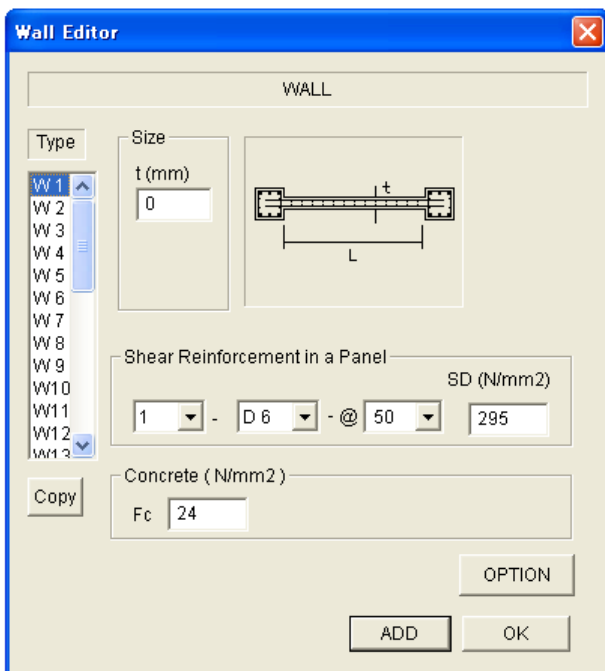 Wall Editor
WALL
Type
Size
t (mm)
0
t
L
W 1
W 2
W 3
W 4
W 5
W 6
W 7
W 8
W 9
W10
W11
W12
W13
Shear Reinforcement in a Panel
SD (N/mm2)
1 - D 6 - @ 50 295
Copy
Concrete ( N/mm2 )
Fc 24
OPTION
ADD OK